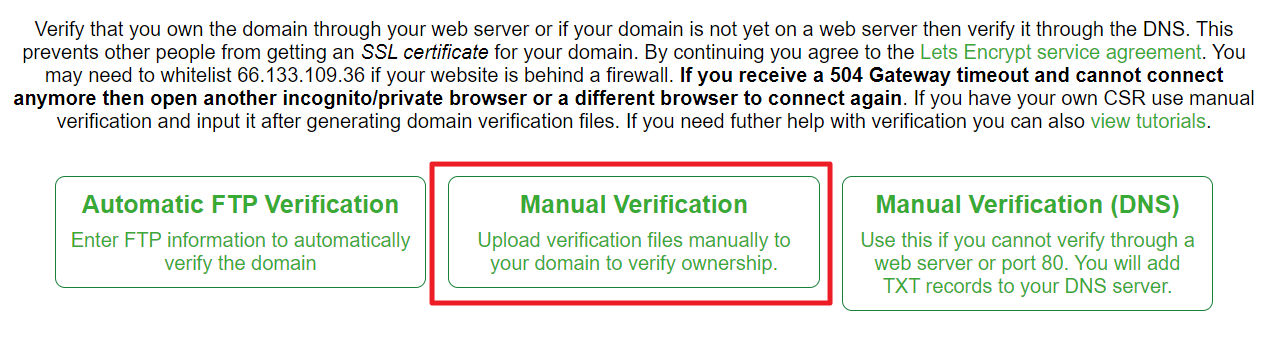 Verify that you own the domain through your web server or if your domain is not yet on a web server then verify it through the DNS. This
prevents other people from getting an SSL certificate for your domain. By continuing you agree to the Lets Encrypt service agreement. You
may need to whitelist 66.133.109.36 if your website is behind a firewall. If you receive a 504 Gateway timeout and cannot connect
anymore then open another incognito/private browser or a different browser to connect again. If you have your own CSR use manual
verification and input it after generating domain verification files. If you need futher help with verification you can also view tutorials.
Automatic FTP Verification
Enter FTP information to automatically
verify the domain
Manual Verification
Upload verification files manually to
your domain to verify ownership.
Manual Verification (DNS)
Use this if you cannot verify through a
web server or port 80. You will add
TXT records to your DNS server.